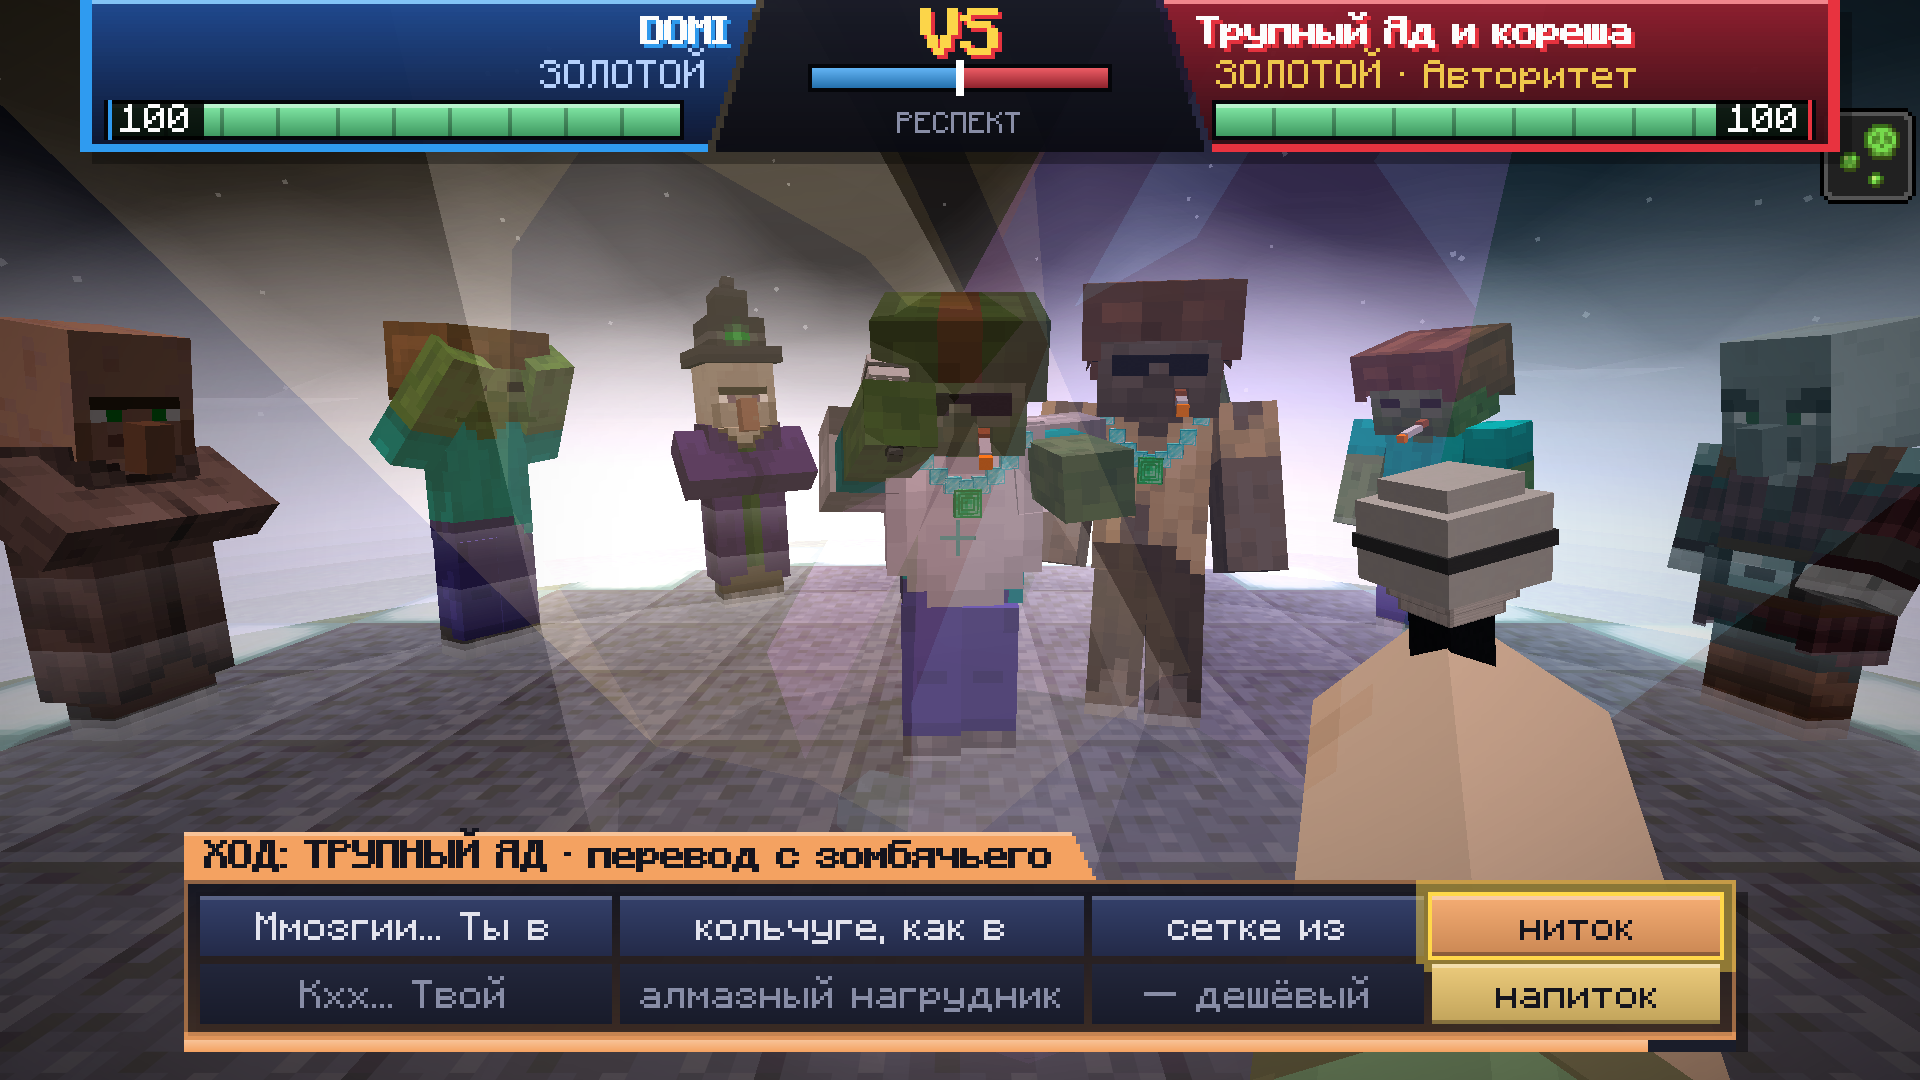 DOMI
ЗОЛОТОЙ
100
VS
РЕСПЕКТ
Трупный Яд и кореша
ЗОЛОТОЙ · Авторитет
100
ХОД: ТРУПНЫЙ ЯД · перевод с зомбячьего
Ммозгии... Ты в кольчуге, как в сетке из ниток
Кхх... Твой алмазный нагрудник — дешёвый напиток